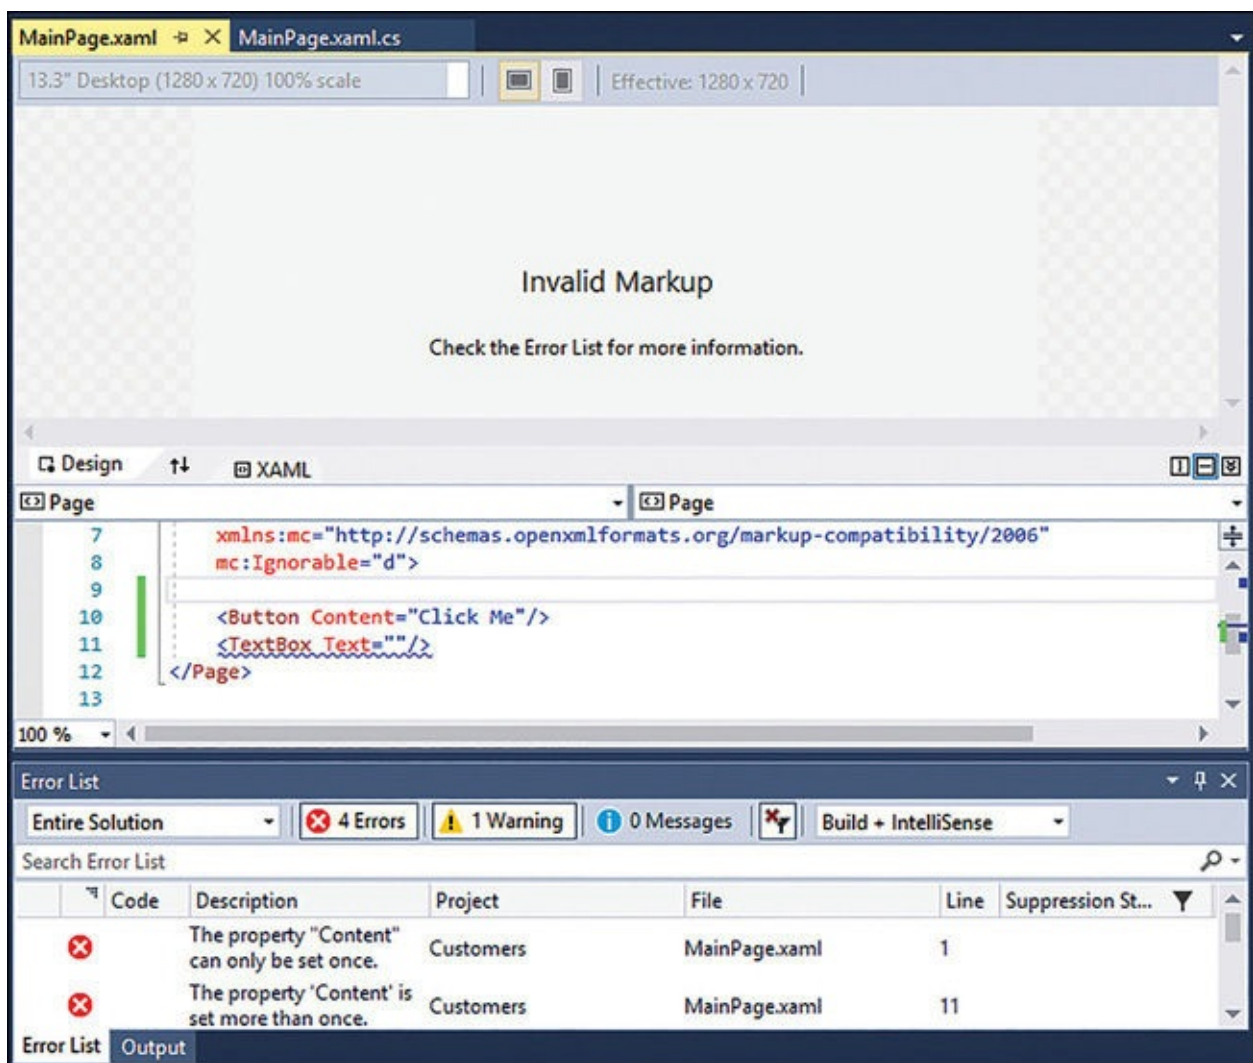 MainPage.xaml MainPage.xaml.cs
13.3" Desktop (1280 x 720) 100% scale Effective: 1280 x 720
Invalid Markup
Check the Error List for more information.
Design XAML
Page Page
7 xmlns:mc="http://schemas.openxmlformats.org/markup-compatibility/2006"
8 mc:Ignorable="d">
9
10 <Button Content="Click Me"/>
11 <TextBox Text=""/>
12 </Page>
13
100 %
Error List
Entire Solution 4 Errors 1 Warning 0 Messages Build + IntelliSense
Search Error List
Code Description Project File Line Suppression St...
The property "Content"
can only be set once. Customers MainPage.xaml 1
The property 'Content' is
set more than once. Customers MainPage.xaml 11
Error List Output